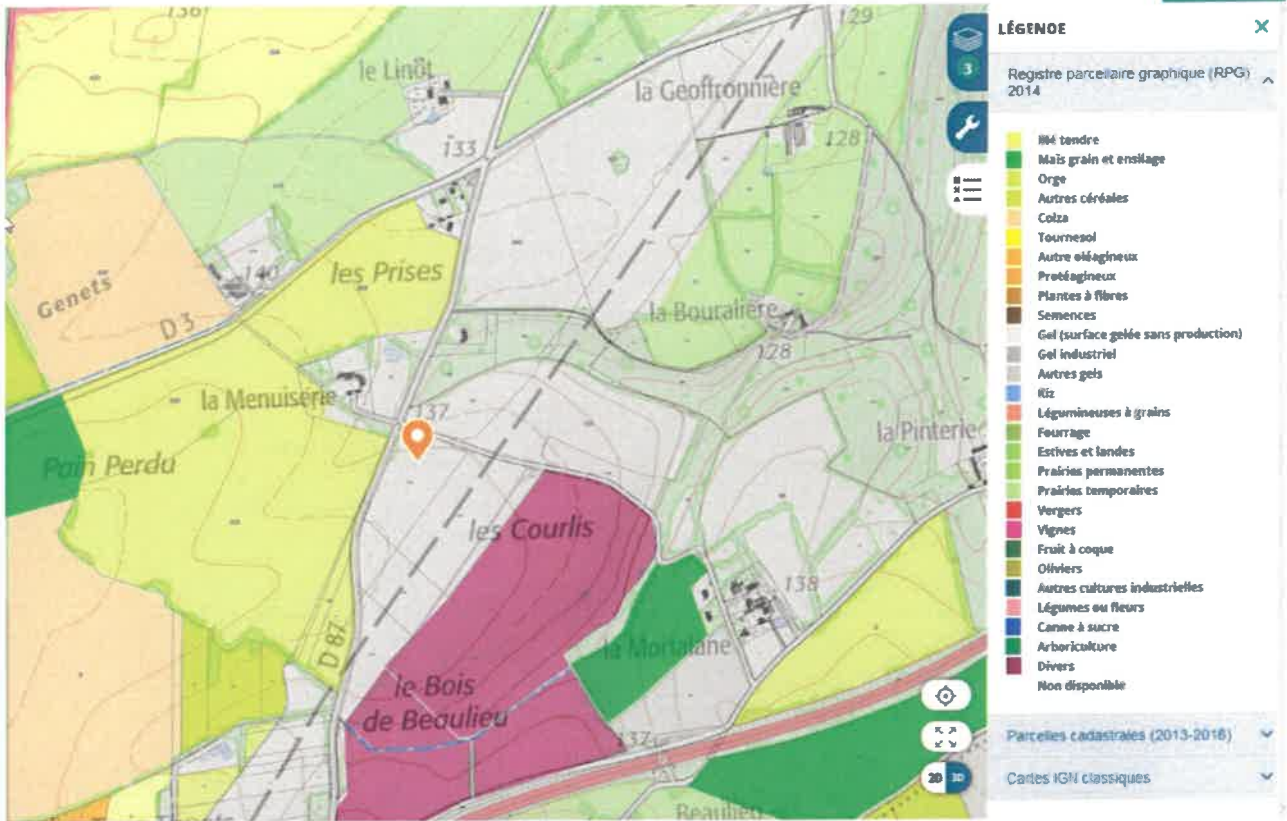 136
129
le Linot
la Geoffronnière
133
128
les Prises
140
Genets
D 3
la Bouralière
128
la Menuiserie
137
la Pinterie
Pain Perdu
les Courlis
138
D 87
la Mortalane
le Bois
de Beaulieu
137
Beaulieu
3
2D 3D
LÉGENDE
Registre parcellaire graphique (RPG)
2014
Blé tendre
Maïs grain et ensilage
Orge
Autres céréales
Colza
Tournesol
Autre oléagineux
Protéagineux
Plantes à fibres
Semences
Gel (surface gelée sans production)
Gel industriel
Autres gels
Riz
Légumineuses à grains
Fourrage
Estives et landes
Prairies permanentes
Prairies temporaires
Vergers
Vignes
Fruit à coque
Oliviers
Autres cultures industrielles
Légumes ou fleurs
Canne à sucre
Arboriculture
Divers
Non disponible
Parcelles cadastrales (2013-2018)
Cartes IGN classiques